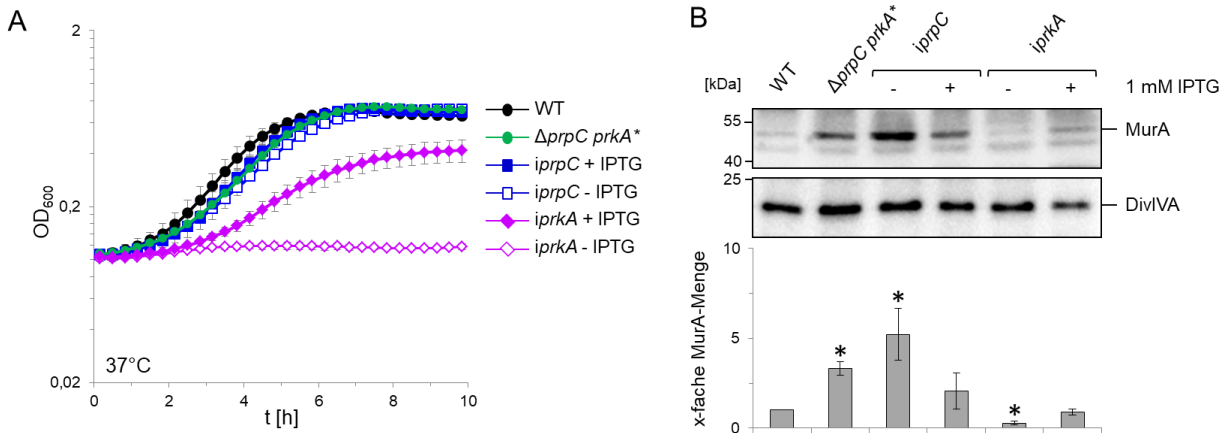 A
2
0,2
0,02
OD600
37°C
0
2
4
6
8
10
t [h]
WT
ΔprpC prkA*
iprpC + IPTG
iprpC - IPTG
iprkA + IPTG
iprkA - IPTG
B
WT
ΔprpC prkA*
iprpC
iprkA
[kDa]
- + - + 1 mM IPTG
55
40
MurA
25
DivIVA
x-fache MurA-Menge
10
5
0
* * *